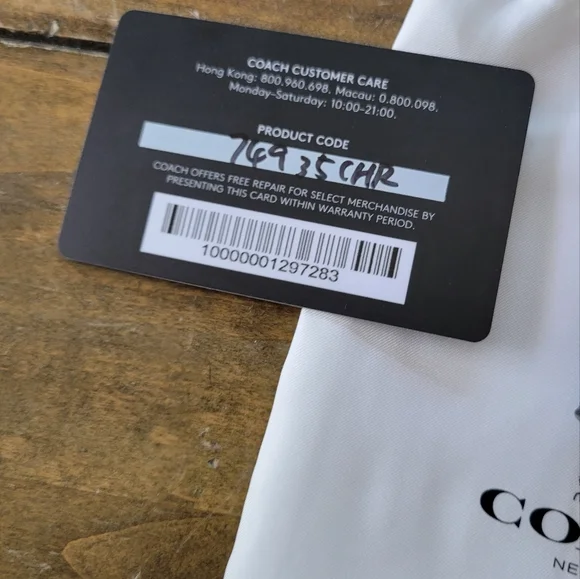 COACH CUSTOMER CARE
Hong Kong: 800.960.698. Macau: 0.800.098.
Monday-Saturday: 10:00-21:00.
PRODUCT CODE
76935CHR
COACH OFFERS FREE REPAIR FOR SELECT MERCHANDISE BY
PRESENTING THIS CARD WITHIN WARRANTY PERIOD.
10000001297283
CO
NE